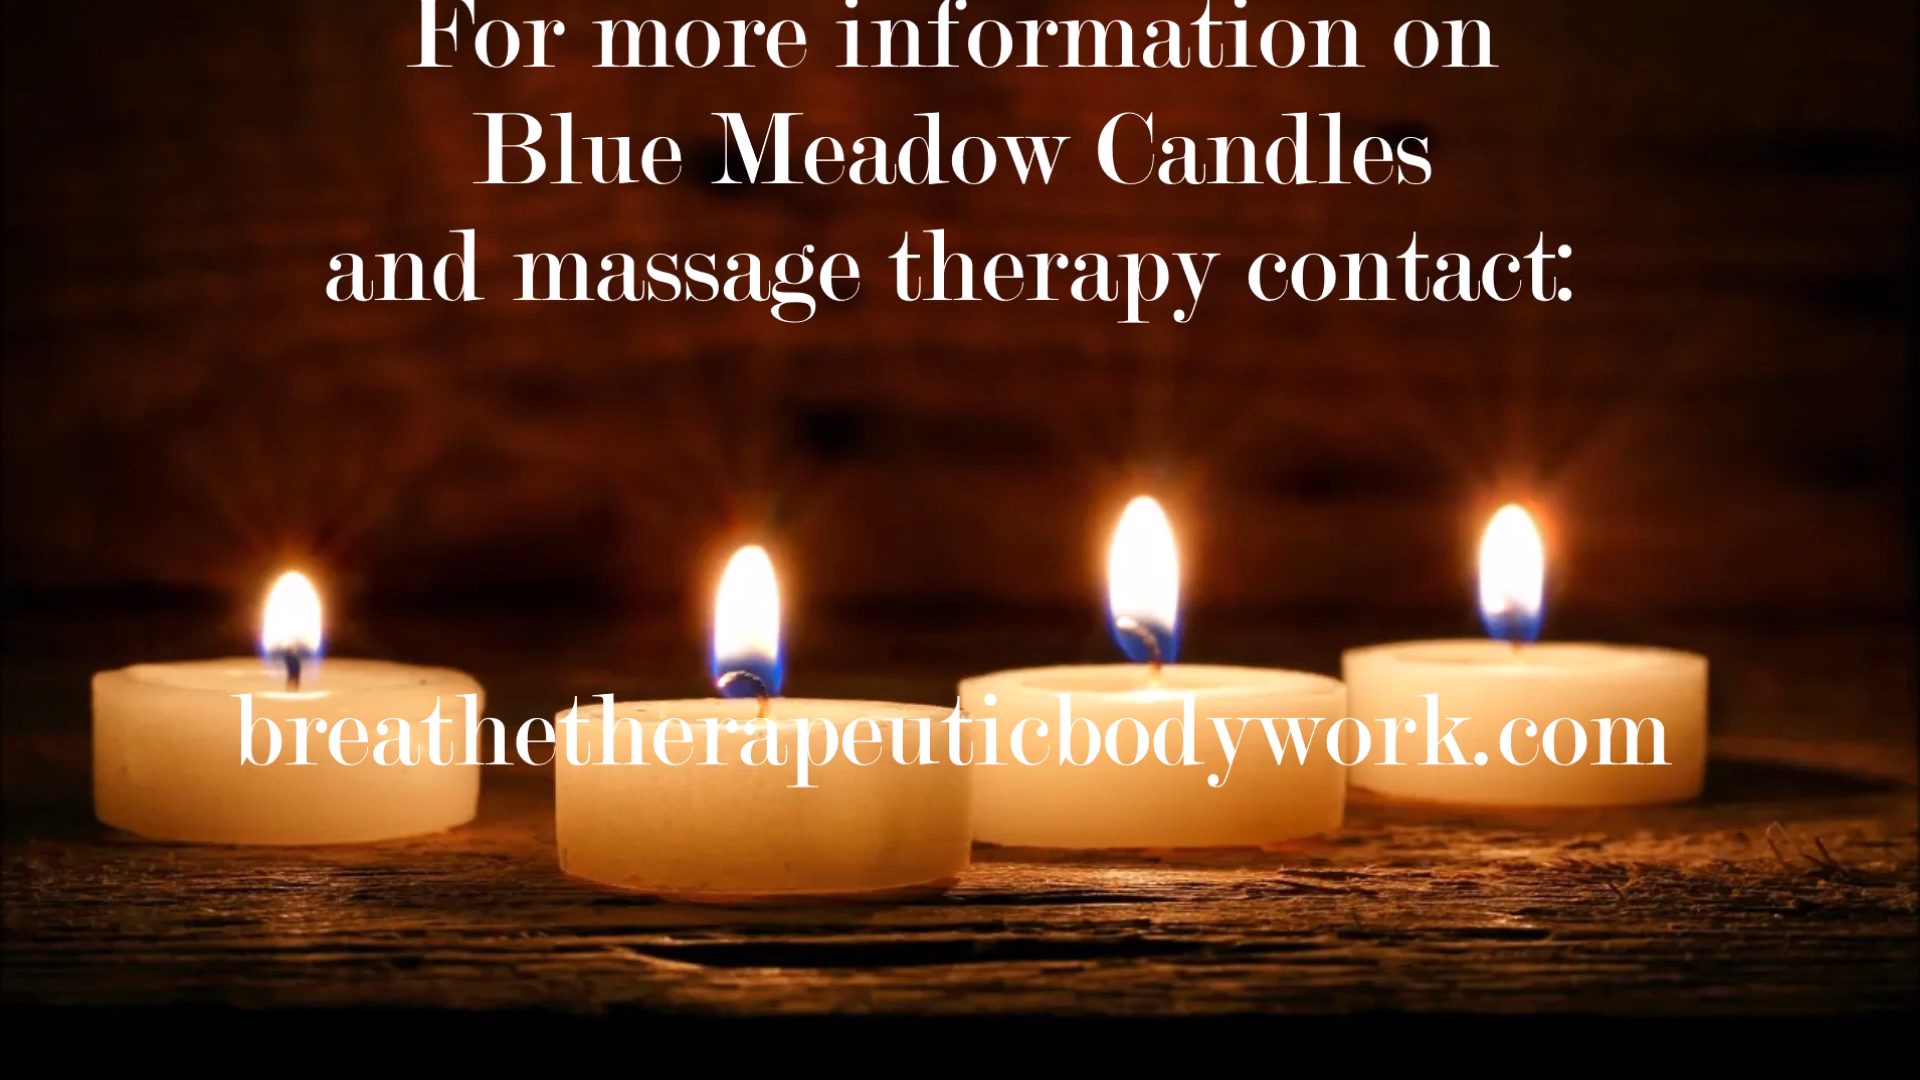 For more information on
Blue Meadow Candles
and massage therapy contact:
breathetherapeuticbodywork.com